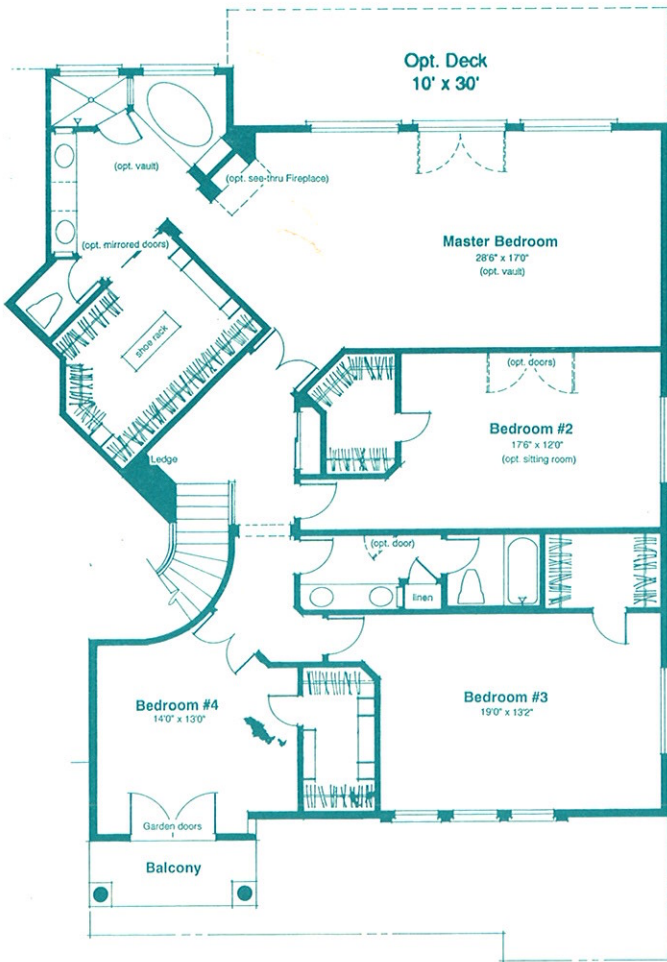 Opt. Deck
10' x 30'
(opt. vault)
(opt. see-thru Fireplace)
(opt. mirrored doors)
Master Bedroom
28'6" x 17'0"
(opt. vault)
shoe rack
(opt. doors)
Bedroom #2
17'6" x 12'0"
(opt. sitting room)
Ledge
(opt. door)
linen
Bedroom #4
14'0" x 13'0"
Bedroom #3
19'0" x 13'2"
Garden doors
Balcony